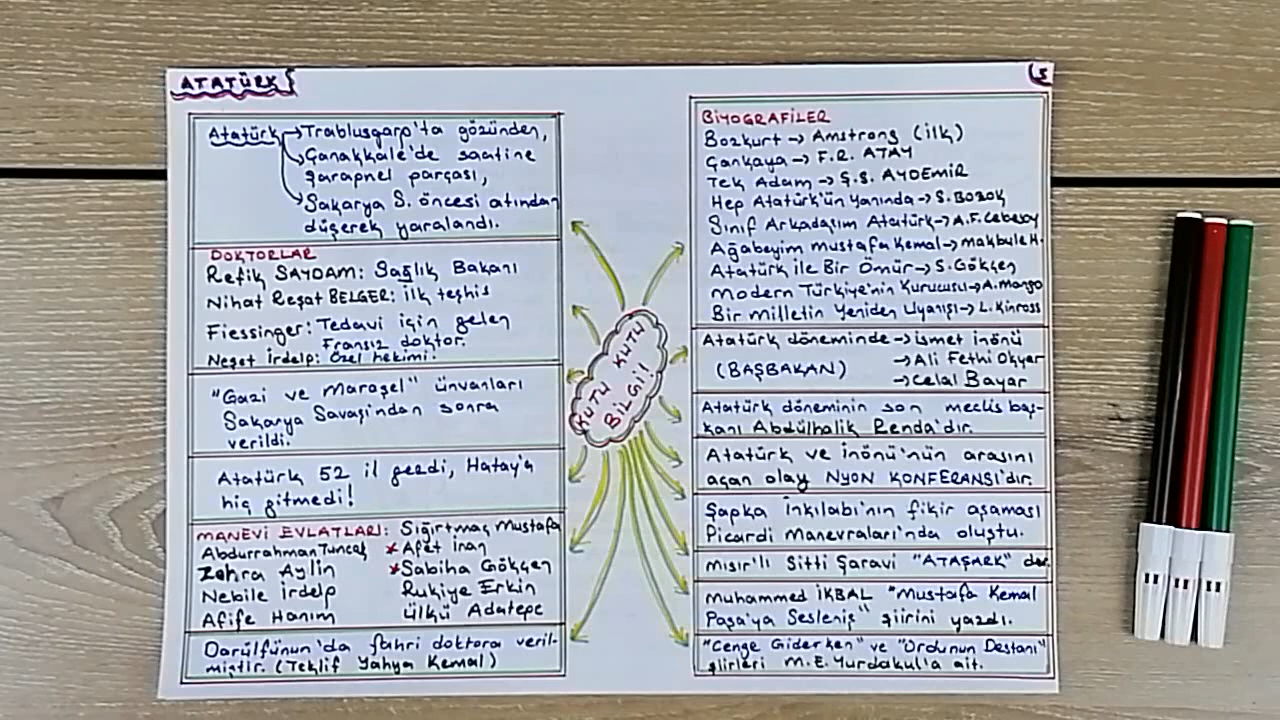 ATATÜRK
5
Atatürk → Trablusgarp'ta gözünden,
→ Çanakkale'de saatine
şarapnel parçası,
→ Sakarya S. öncesi atından
düşerek yaralandı.
DOKTORLAR
Refik SAYDAM: Sağlık Bakanı
Nihat Reşat BELGER: İlk teşhis
Fiessinger: Tedavi için gelen
Fransız doktor.
Neşet İrdelp: Özel hekimi.
"Gazi ve Mareşel" ünvanları
Sakarya Savaşı'ndan sonra
verildi.
Atatürk 52 il gezdi, Hatay'a
hiç gitmedi!
MANEVİ EVLATLARI: Sığırtmaç Mustafa
Abdurrahman Tuncak * Afet İnan
Zehra Aylin * Sabiha Gökçen
Nebile İrdelp Rukiye Erkin
Afife Hanım Ülkü Adatepe
Darülfünun'da fahri doktora veril-
miştir. (Teklif Yahya Kemal)
KUTU KUTU
BİLGİ!
BİYOGRAFİLER
Bozkurt → Amstrong (ilk)
Çankaya → F.R. ATAY
Tek Adam → Ş.S. AYDEMİR
Hep Atatürk'ün Yanında → S. BOZOK
Sınıf Arkadaşım Atatürk → A.F. Cebesoy
Ağabeyim Mustafa Kemal → Makbule H.
Atatürk ile Bir Ömür → S. Gökçen
Modern Türkiye'nin Kurucusu → A. Mango
Bir Milletin Yeniden Uyanışı → L. Kinross
Atatürk döneminde → İsmet İnönü
(BAŞBAKAN) → Ali Fethi Okyar
→ Celal Bayar
Atatürk döneminin son meclis baş-
kanı Abdülhalik Renda'dır.
Atatürk ve İnönü'nün arasını
açan olay NYON KONFERANSI'dır.
Şapka İnkılabı'nın fikir aşaması
Picardi Manevraları'nda oluştu.
Mısır'lı Sitti Şaravi "ATAŞARK" der.
Muhammed İKBAL "Mustafa Kemal
Paşa'ya Sesleniş" şiirini yazdı.
"Cenge Giderken" ve "Ordunun Destanı"
şiirleri M.E. Yurdakul'a ait.